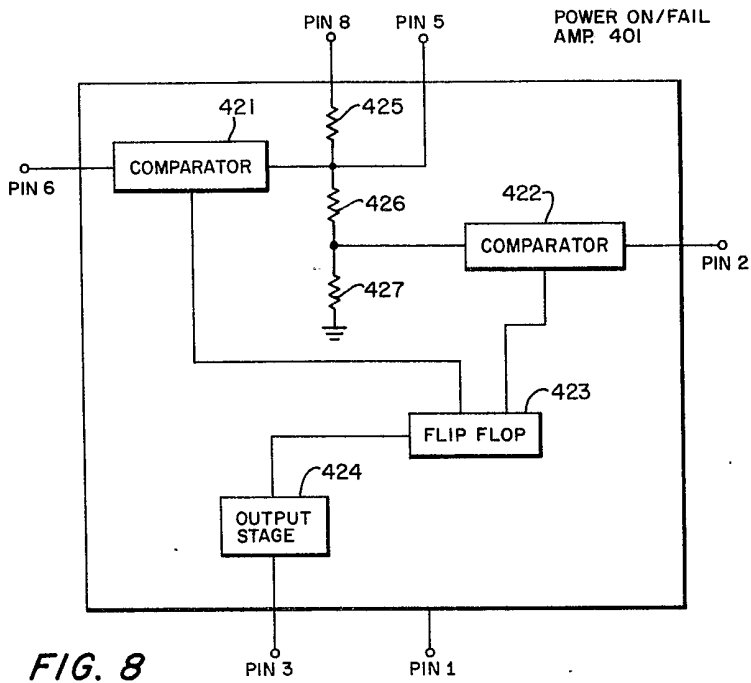 POWER ON/FAIL
AMP. 401
PIN 8
PIN 5
425
421
COMPARATOR
PIN 6
426
422
COMPARATOR
PIN 2
427
423
FLIP FLOP
424
OUTPUT
STAGE
FIG. 8
PIN 3
PIN 1